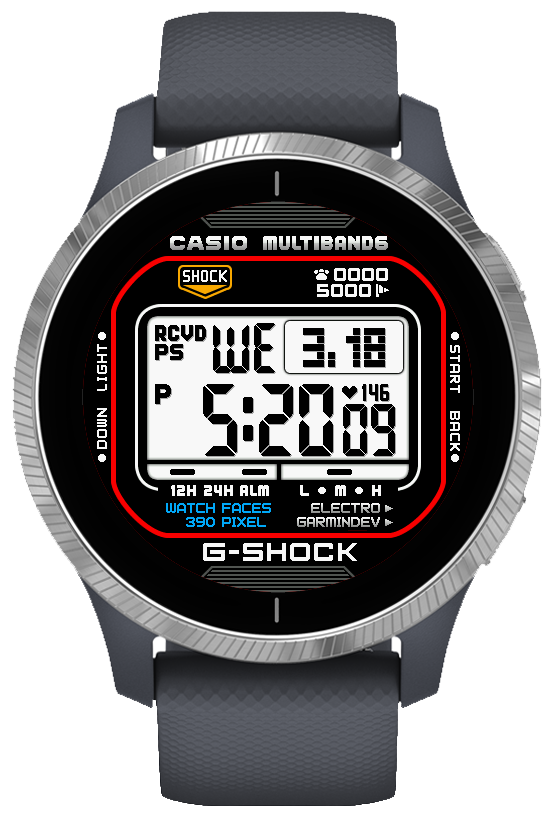 CASIO MULTIBAND6
SHOCK
0000
5000
RCVD
PS
WE
3.18
P
5:20
146
09
DOWN LIGHT
START BACK
12H 24H ALM
L • M • H
WATCH FACES
390 PIXEL
ELECTRO
GARMINDEV
G-SHOCK